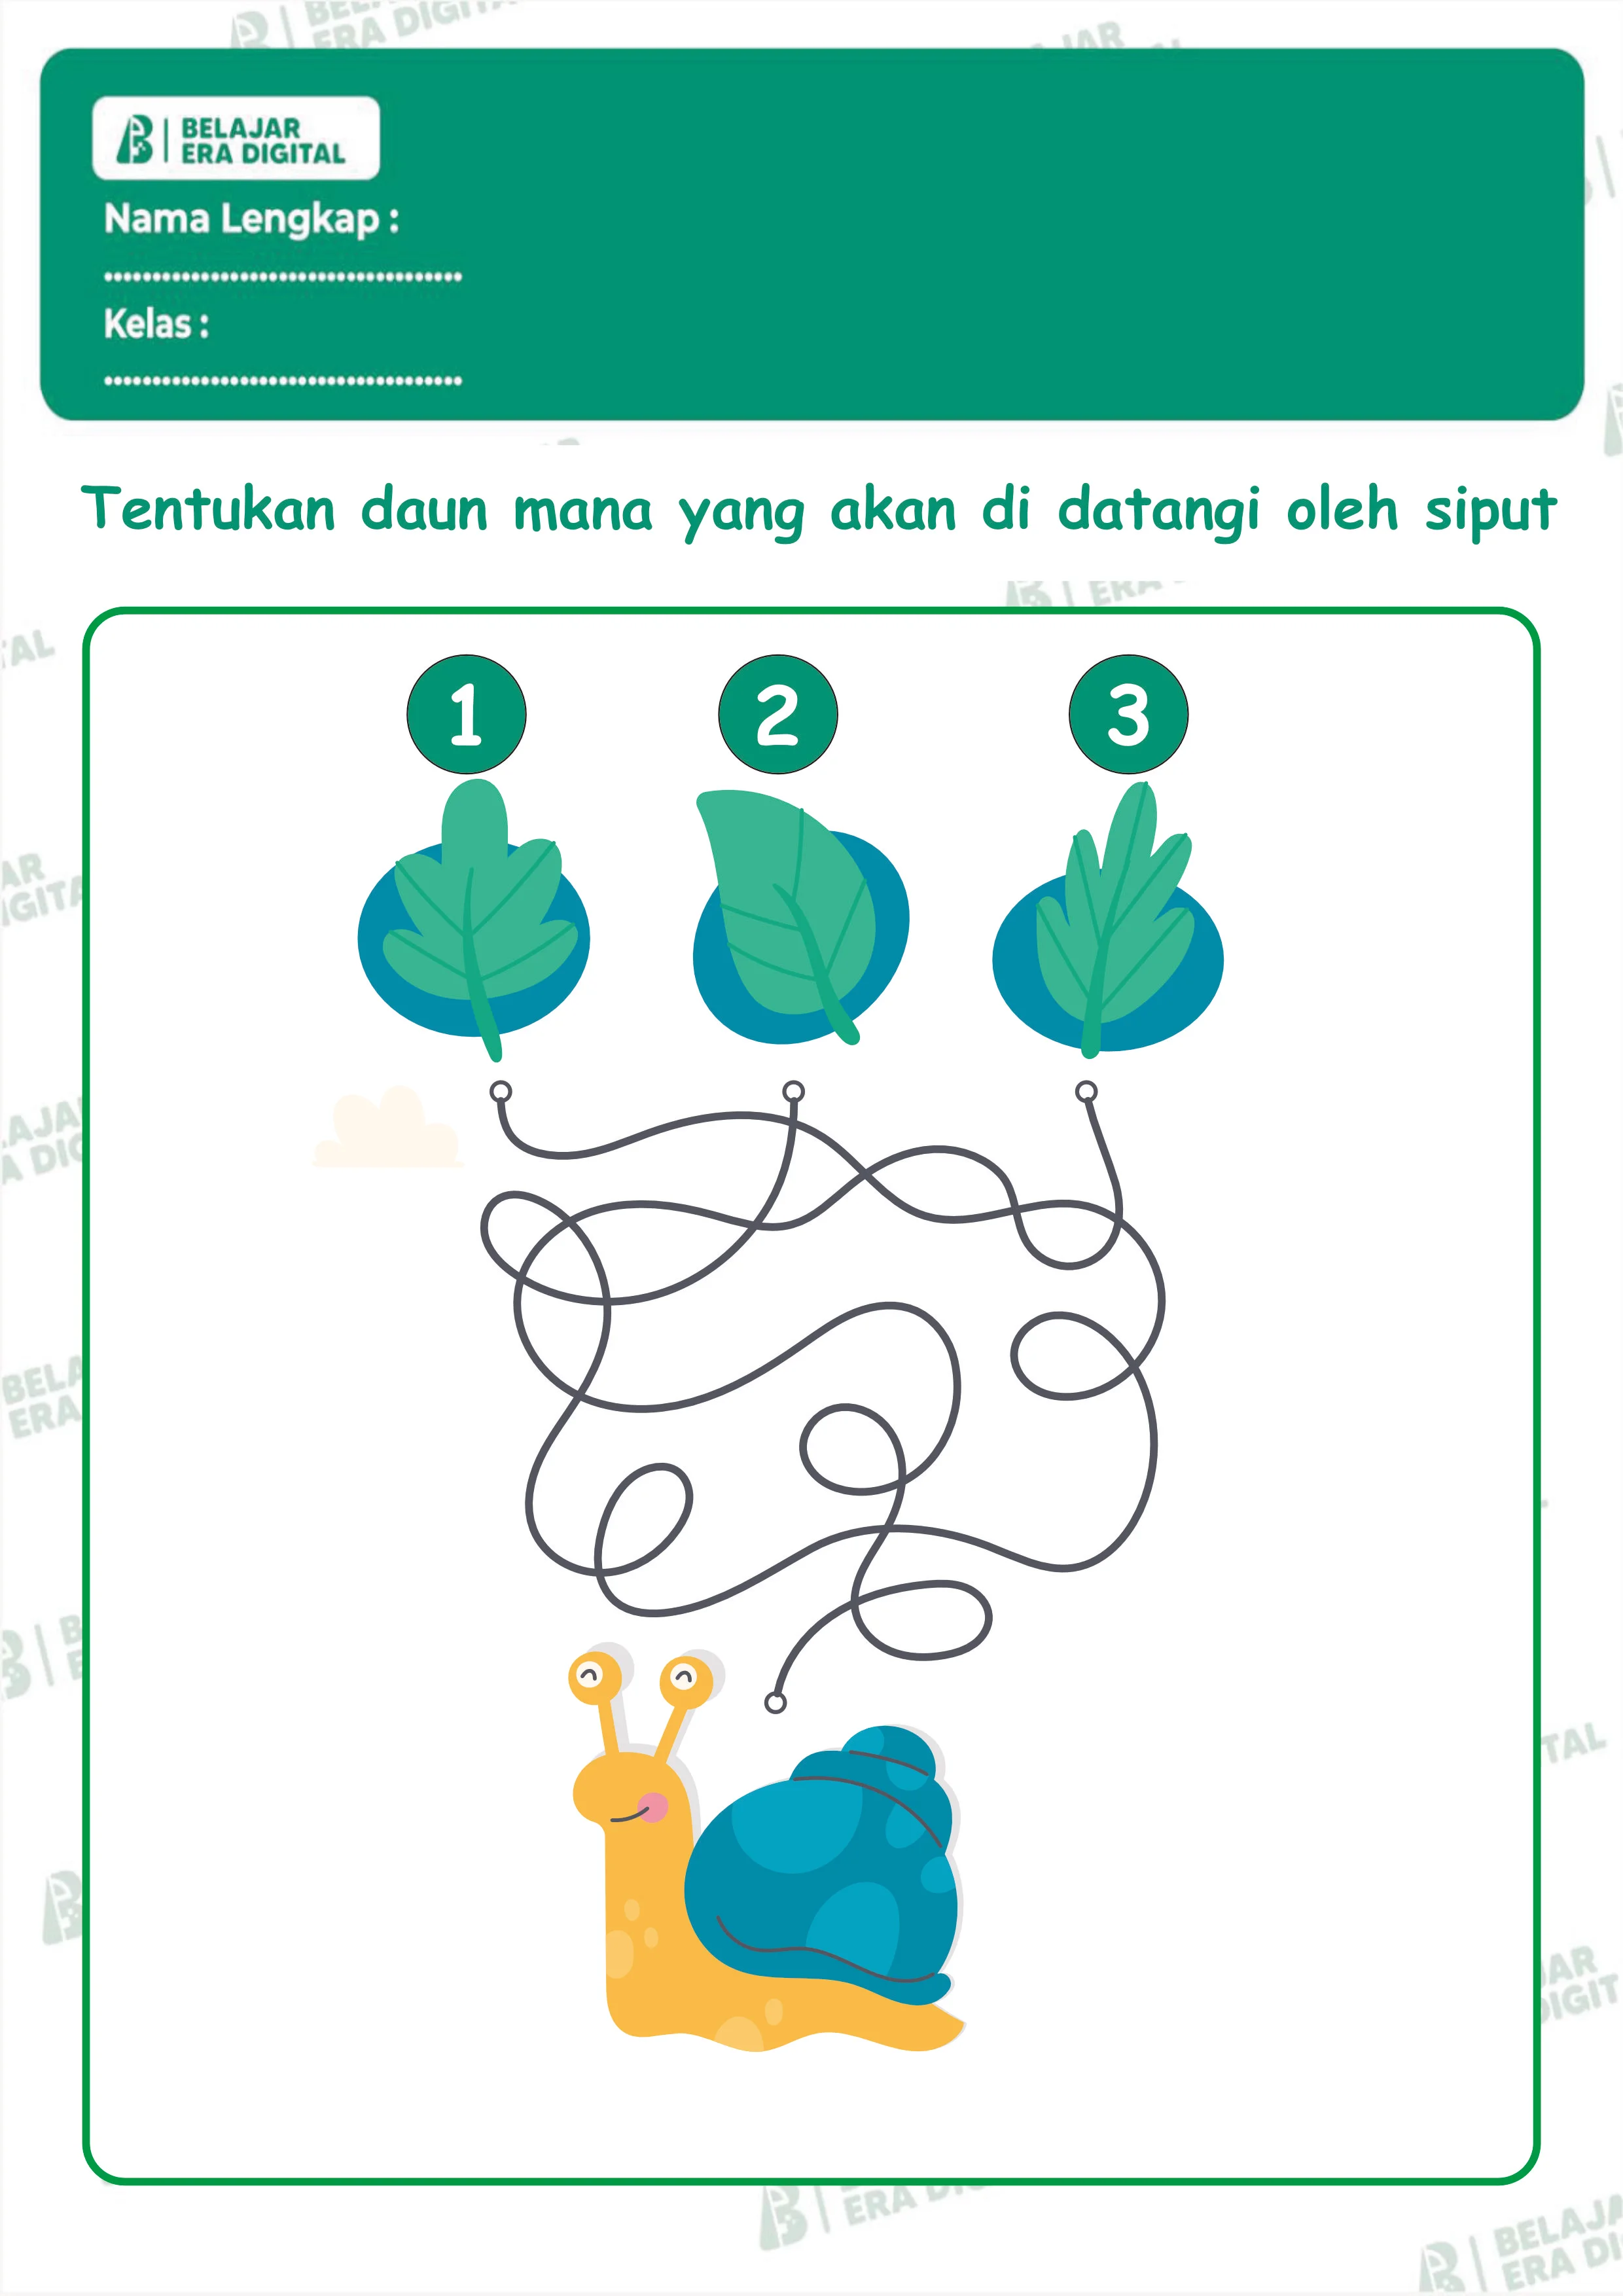 BELAJAR
ERA DIGITAL
Nama Lengkap :
.....................................
Kelas :
.....................................
Tentukan daun mana yang akan di datangi oleh siput
1
2
3